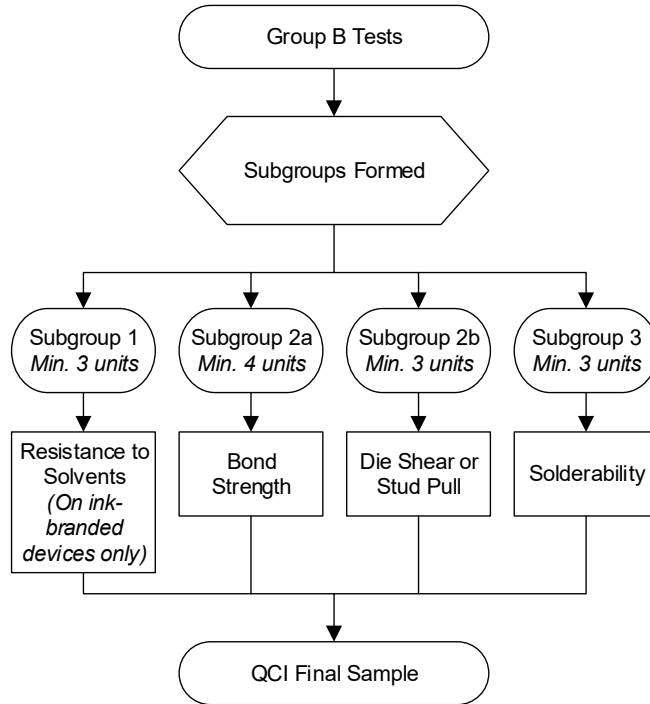 Group B Tests
Subgroups Formed
Subgroup 1
Min. 3 units
Subgroup 2a
Min. 4 units
Subgroup 2b
Min. 3 units
Subgroup 3
Min. 3 units
Resistance to
Solvents
(On ink-
branded
devices only)
Bond
Strength
Die Shear or
Stud Pull
Solderability
QCI Final Sample